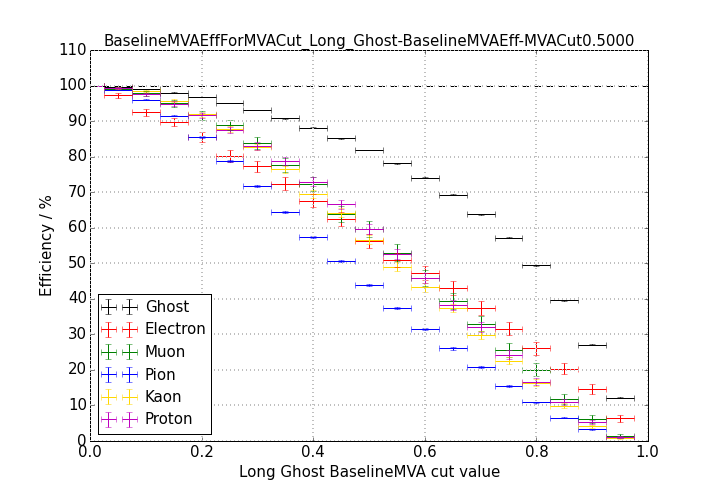 BaselineMVAEffForMVACut_Long_Ghost-BaselineMVAEff-MVACut0.5000
110
100
90
80
70
60
50
40
30
20
10
0
Efficiency / %
Ghost
Electron
Muon
Pion
Kaon
Proton
0.0 0.2 0.4 0.6 0.8 1.0
Long Ghost BaselineMVA cut value